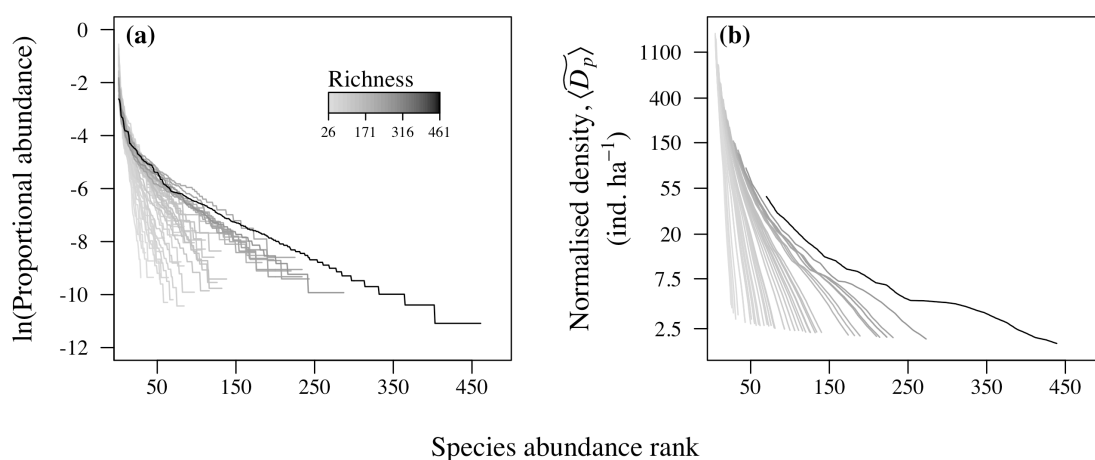 (a)
ln(Proportional abundance)
0
-2
-4
-6
-8
-10
-12
Richness
26 171 316 461
50 150 250 350 450
(b)
Normalised density, ⟨D̃ₚ⟩
(ind. ha⁻¹)
1100
400
150
55
20
7.5
2.5
50 150 250 350 450
Species abundance rank